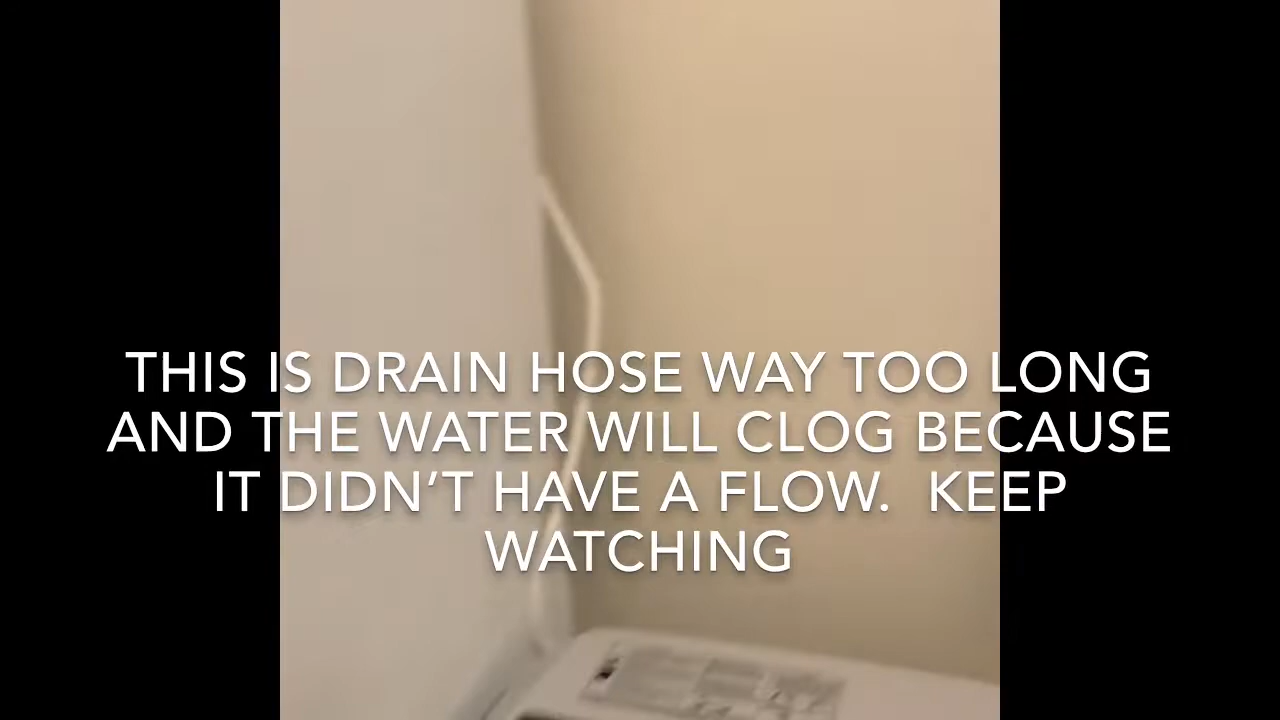 THIS IS DRAIN HOSE WAY TOO LONG
AND THE WATER WILL CLOG BECAUSE
IT DIDN’T HAVE A FLOW.  KEEP
WATCHING